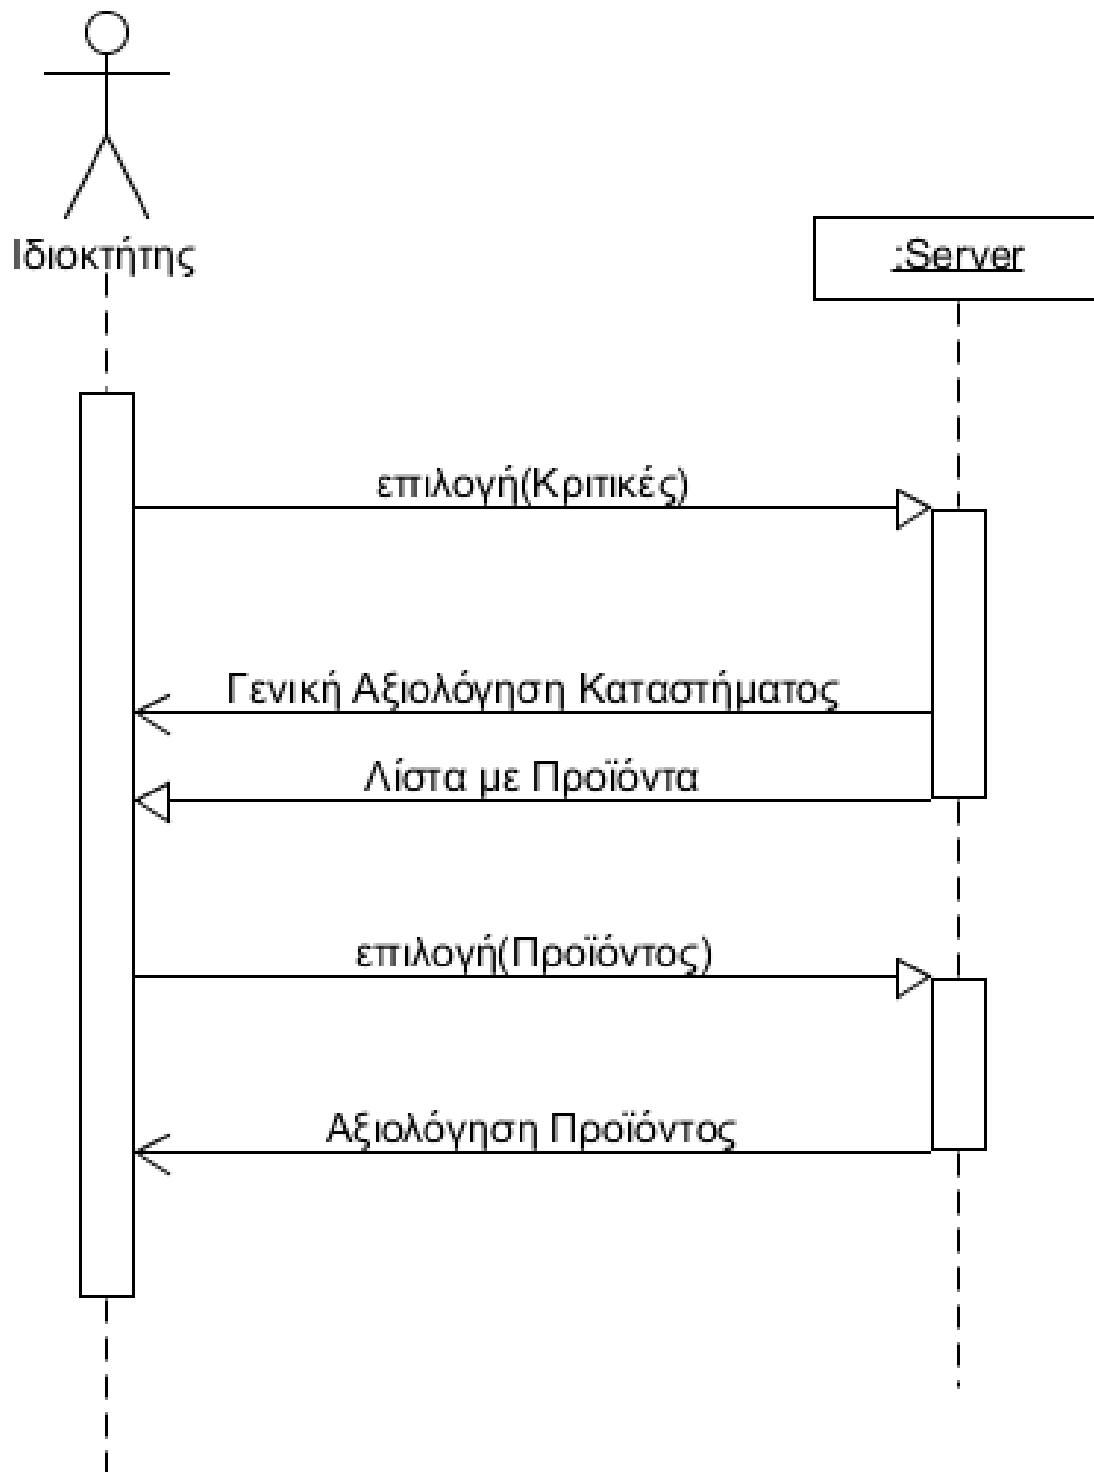 Ιδιοκτήτης
:Server
επιλογή(Κριτικές)
Γενική Αξιολόγηση Καταστήματος
Λίστα με Προϊόντα
επιλογή(Προϊόντος)
Αξιολόγηση Προϊόντος